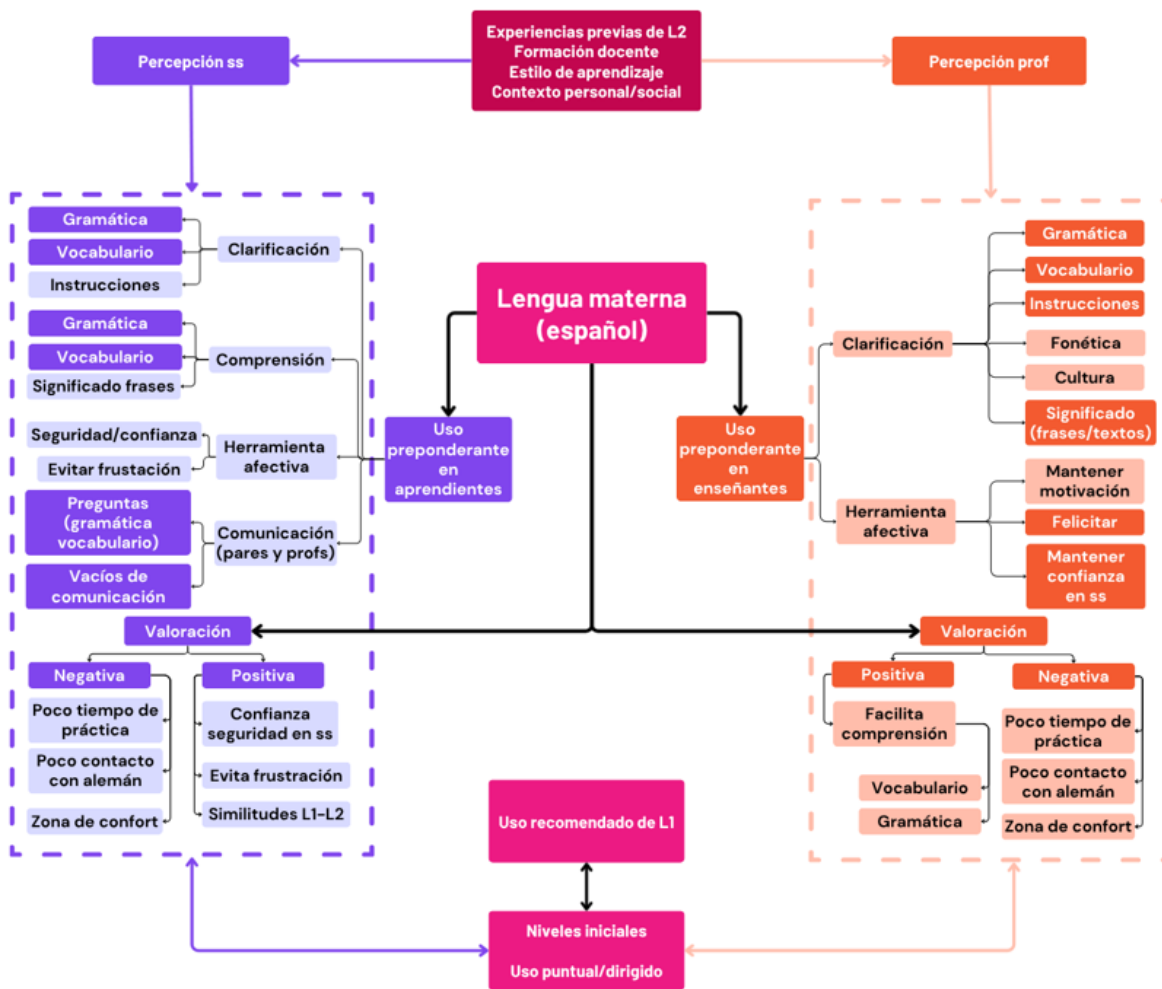 Experiencias previas de L2
Formación docente
Estilo de aprendizaje
Contexto personal/social
Percepción ss
Percepción prof
Lengua materna
(español)
Uso
preponderante
en
aprendientes
Uso
preponderante
en
enseñantes
Clarificación
Gramática
Vocabulario
Instrucciones
Comprensión
Gramática
Vocabulario
Significado frases
Herramienta
afectiva
Seguridad/confianza
Evitar frustación
Comunicación
(pares y profs)
Preguntas
(gramática
vocabulario)
Vacíos de
comunicación
Valoración
Negativa
Poco tiempo de
práctica
Poco contacto
con alemán
Zona de confort
Positiva
Confianza
seguridad en ss
Evita frustración
Similitudes L1-L2
Clarificación
Gramática
Vocabulario
Instrucciones
Fonética
Cultura
Significado
(frases/textos)
Herramienta
afectiva
Mantener
motivación
Felicitar
Mantener
confianza
en ss
Valoración
Positiva
Facilita
comprensión
Vocabulario
Gramática
Negativa
Poco tiempo de
práctica
Poco contacto
con alemán
Zona de confort
Uso recomendado de L1
Niveles iniciales
Uso puntual/dirigido